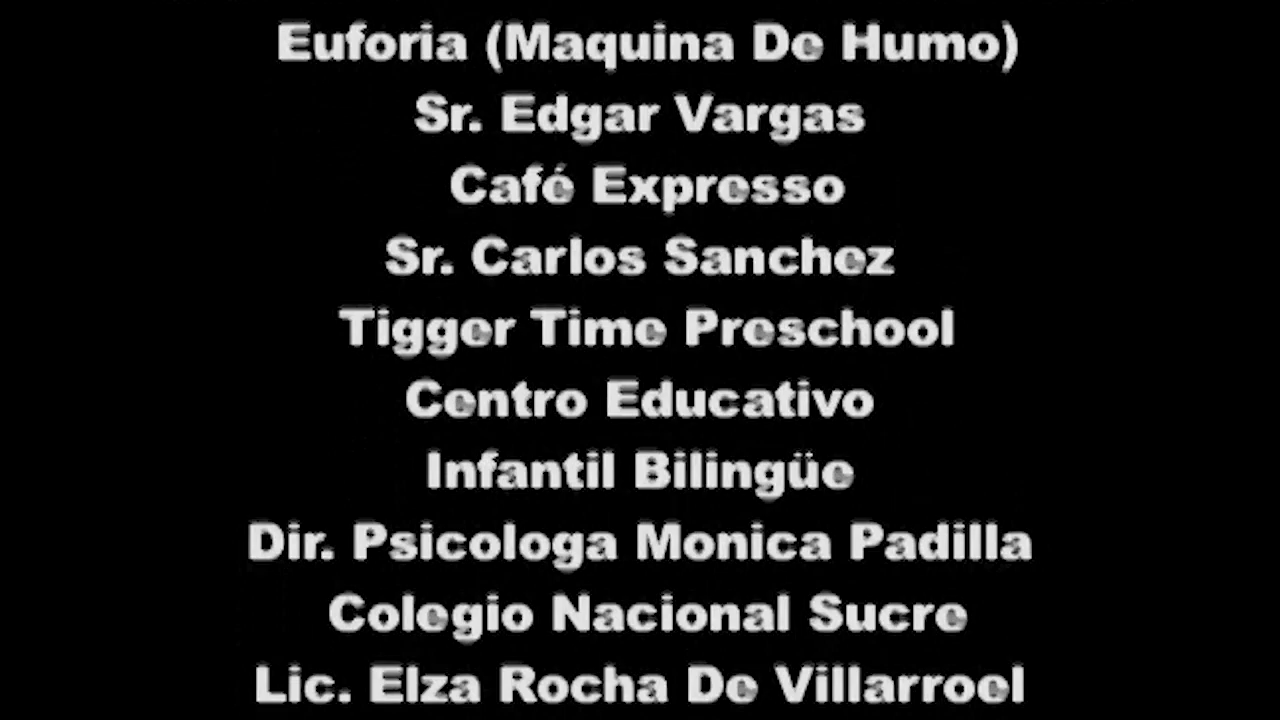 Euforia (Maquina De Humo)
Sr. Edgar Vargas
Café Expresso
Sr. Carlos Sanchez
Tigger Time Preschool
Centro Educativo
Infantil Bilingüe
Dir. Psicologa Monica Padilla
Colegio Nacional Sucre
Lic. Elza Rocha De Villarroel